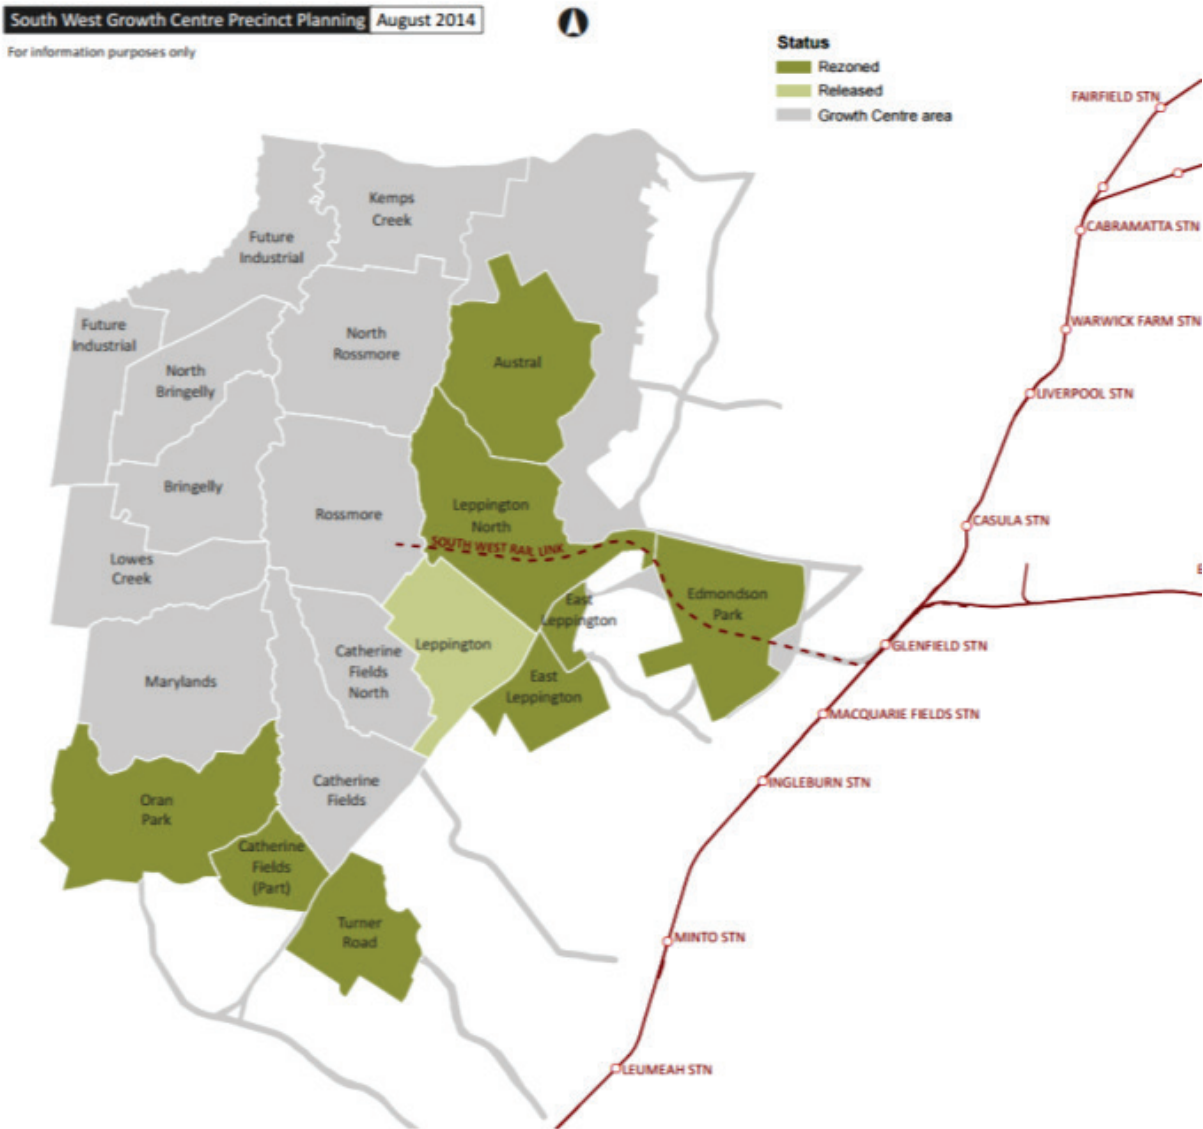 South West Growth Centre Precinct Planning August 2014
For information purposes only
Status
Rezoned
Released
Growth Centre area
FAIRFIELD STN
CABRAMATTA STN
WARWICK FARM STN
LIVERPOOL STN
CASULA STN
GLENFIELD STN
MACQUARIE FIELDS STN
INGLEBURN STN
MINTO STN
LEUMEAH STN
Kemps
Creek
Future
Industrial
Future
Industrial
North
Rossmore
Austral
North
Bringelly
Bringelly
Rossmore
Leppington
North
SOUTH WEST RAIL LINK
Lowes
Creek
East
Leppington
Edmondson
Park
Leppington
Catherine
Fields
North
Marylands
East
Leppington
Catherine
Fields
Oran
Park
Catherine
Fields
(Part)
Turner
Road